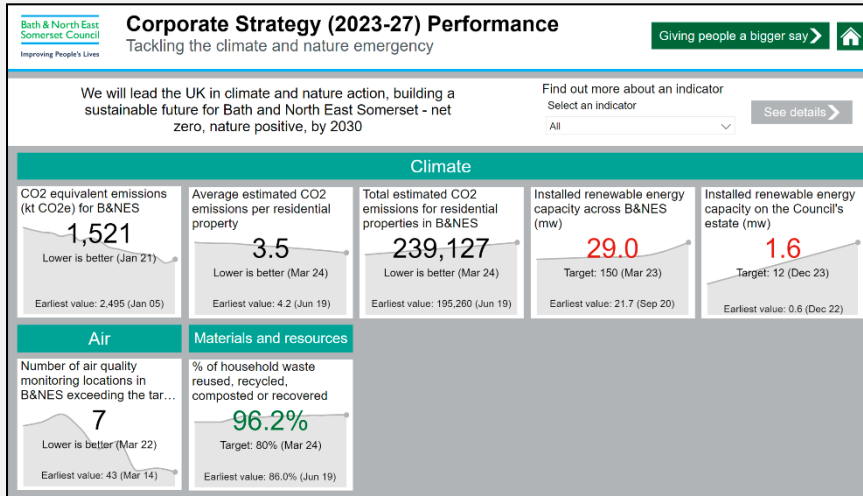 Bath & North East
Somerset Council
Improving People's Lives
Corporate Strategy (2023-27) Performance
Tackling the climate and nature emergency
Giving people a bigger say
We will lead the UK in climate and nature action, building a
sustainable future for Bath and North East Somerset - net
zero, nature positive, by 2030
Find out more about an indicator
Select an indicator
All
See details
Climate
CO2 equivalent emissions
(kt CO2e) for B&NES
1,521
Lower is better (Jan 21)
Earliest value: 2,495 (Jan 05)
Average estimated CO2
emissions per residential
property
3.5
Lower is better (Mar 24)
Earliest value: 4.2 (Jun 19)
Total estimated CO2
emissions for residential
properties in B&NES
239,127
Lower is better (Mar 24)
Earliest value: 195,260 (Jun 19)
Installed renewable energy
capacity across B&NES
(mw)
29.0
Target: 150 (Mar 23)
Earliest value: 21.7 (Sep 20)
Installed renewable energy
capacity on the Council's
estate (mw)
1.6
Target: 12 (Dec 23)
Earliest value: 0.6 (Dec 22)
Air
Number of air quality
monitoring locations in
B&NES exceeding the tar...
7
Lower is better (Mar 22)
Earliest value: 43 (Mar 14)
Materials and resources
% of household waste
reused, recycled,
composted or recovered
96.2%
Target: 80% (Mar 24)
Earliest value: 86.0% (Jun 19)